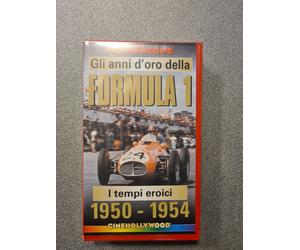 Gli anni d'oro della
FORMULA 1
I tempi eroici
1950 - 1954
CINEHOLLYWOOD